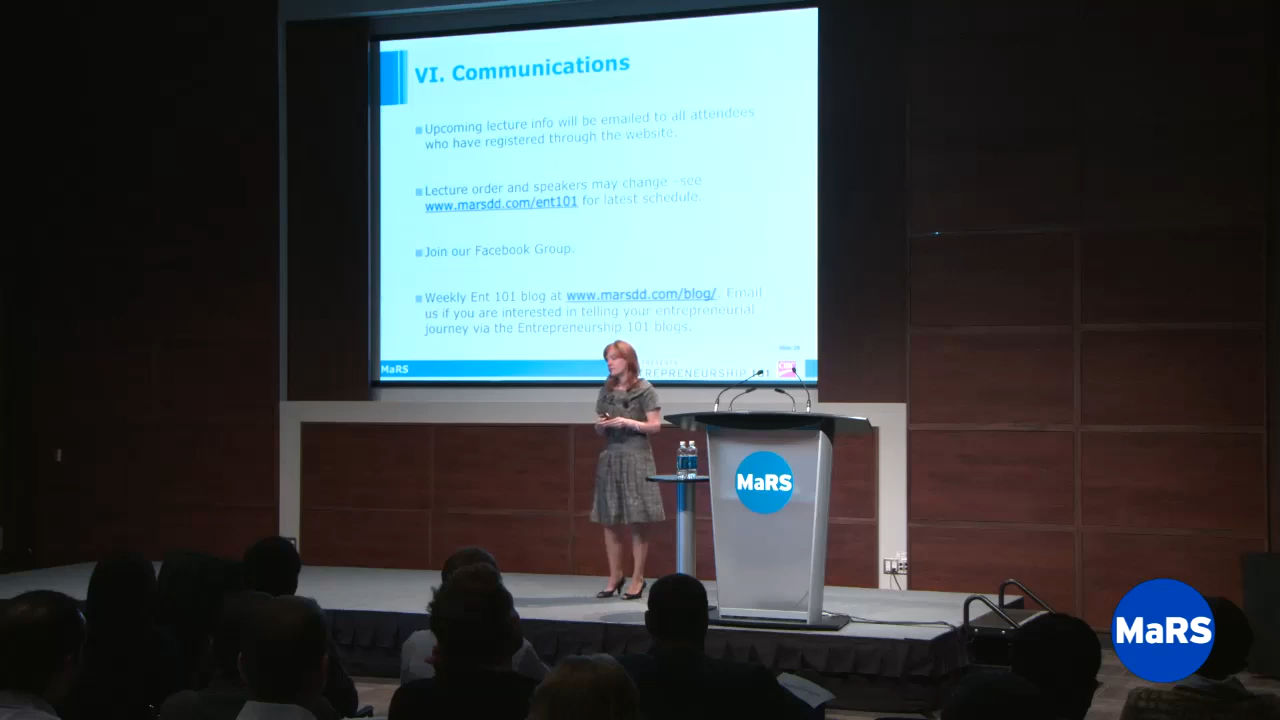 VI. Communications
Upcoming lecture info will be emailed to all attendees
who have registered through the website.
Lecture order and speakers may change –see
www.marsdd.com/ent101 for latest schedule.
Join our Facebook Group.
Weekly Ent 101 blog at www.marsdd.com/blog/. Email
us if you are interested in telling your entrepreneurial
journey via the Entrepreneurship 101 blogs.
MaRS
REPRENEURSHIP 101
MaRS
MaRS